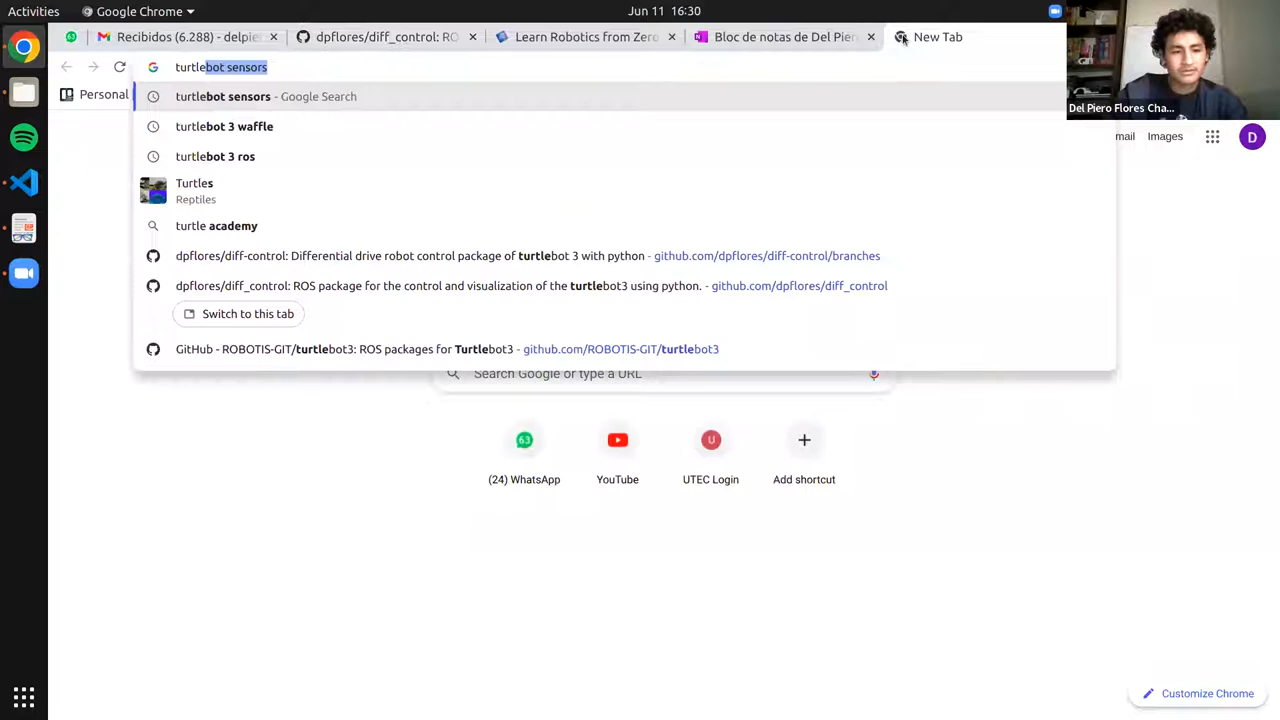 Activities
Google Chrome
Jun 11 16:30
63
Recibidos (6.288) - delpie
dpflores/diff_control: RO
Learn Robotics from Zero
Bloc de notas de Del Pier
New Tab
turtlebot sensors
Personal
turtlebot sensors - Google Search
turtlebot 3 waffle
turtlebot 3 ros
Turtles
Reptiles
turtle academy
dpflores/diff-control: Differential drive robot control package of turtlebot 3 with python - github.com/dpflores/diff-control/branches
dpflores/diff_control: ROS package for the control and visualization of the turtlebot3 using python. - github.com/dpflores/diff_control
Switch to this tab
GitHub - ROBOTIS-GIT/turtlebot3: ROS packages for Turtlebot3 - github.com/ROBOTIS-GIT/turtlebot3
Del Piero Flores Cha...
mail
Images
D
Search Google or type a URL
63
U
(24) WhatsApp
YouTube
UTEC Login
Add shortcut
Customize Chrome